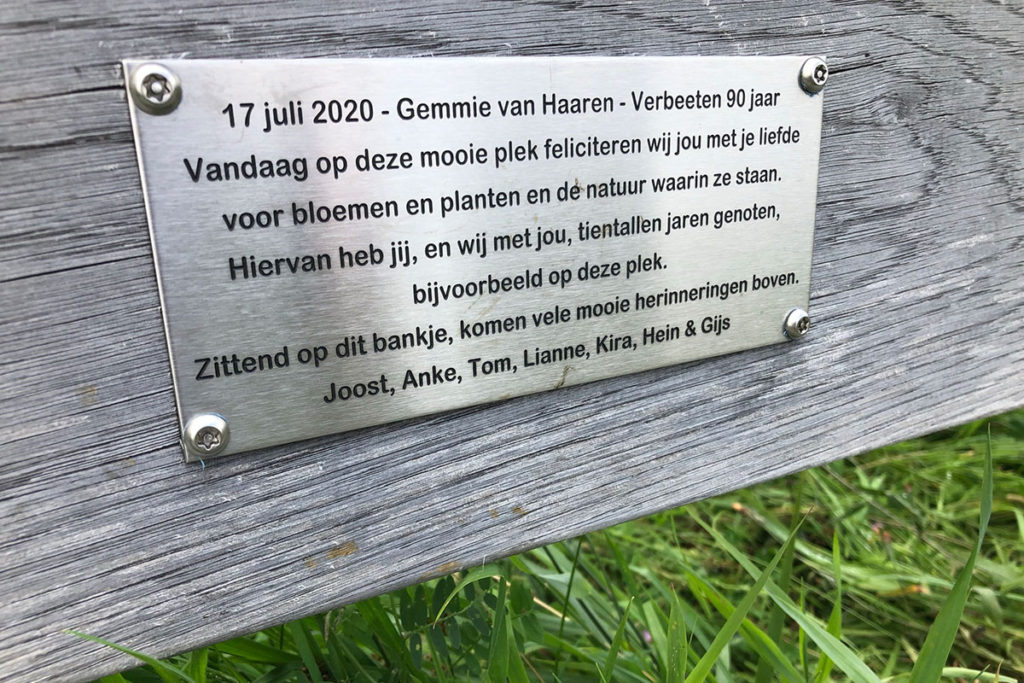 17 juli 2020 - Gemmie van Haaren - Verbeeten 90 jaar
Vandaag op deze mooie plek feliciteren wij jou met je liefde
voor bloemen en planten en de natuur waarin ze staan.
Hiervan heb jij, en wij met jou, tientallen jaren genoten,
bijvoorbeeld op deze plek.
Zittend op dit bankje, komen vele mooie herinneringen boven.
Joost, Anke, Tom, Lianne, Kira, Hein & Gijs